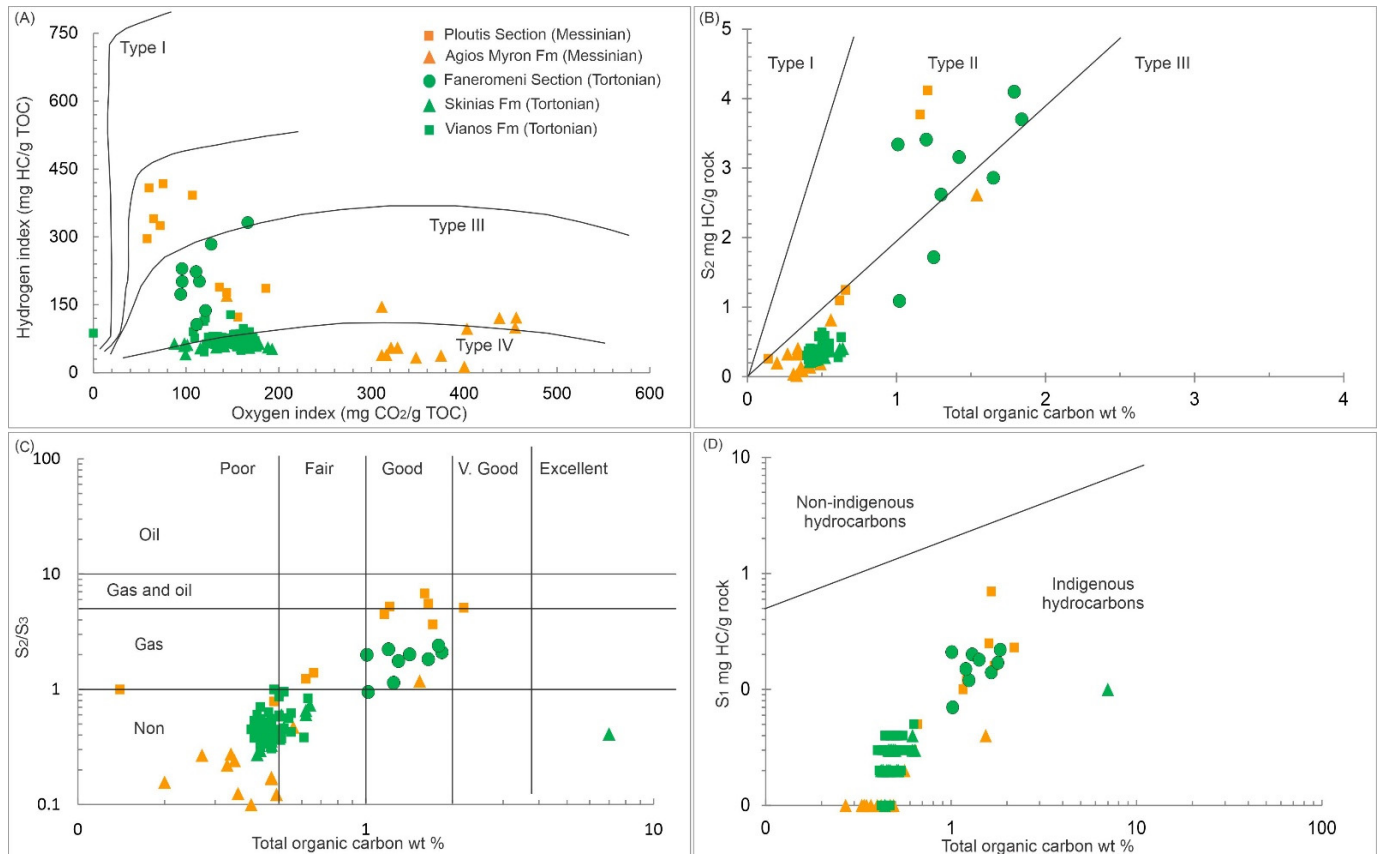 (A)
750
600
450
300
150
0
Hydrogen index (mg HC/g TOC)
Type I
Type III
Type IV
Ploutis Section (Messinian)
Agios Myron Fm (Messinian)
Faneromeni Section (Tortonian)
Skinias Fm (Tortonian)
Vianos Fm (Tortonian)
0 100 200 300 400 500 600
Oxygen index (mg CO2/g TOC)
(B)
5
4
3
2
1
0
S2 mg HC/g rock
Type I
Type II
Type III
0 1 2 3 4
Total organic carbon wt %
(C)
100
10
1
0.1
S2/S3
Poor Fair Good V. Good Excellent
Oil
Gas and oil
Gas
Non
0 1 10
Total organic carbon wt %
(D)
10
1
0
0
S1 mg HC/g rock
Non-indigenous
hydrocarbons
Indigenous
hydrocarbons
0 1 10 100
Total organic carbon wt %